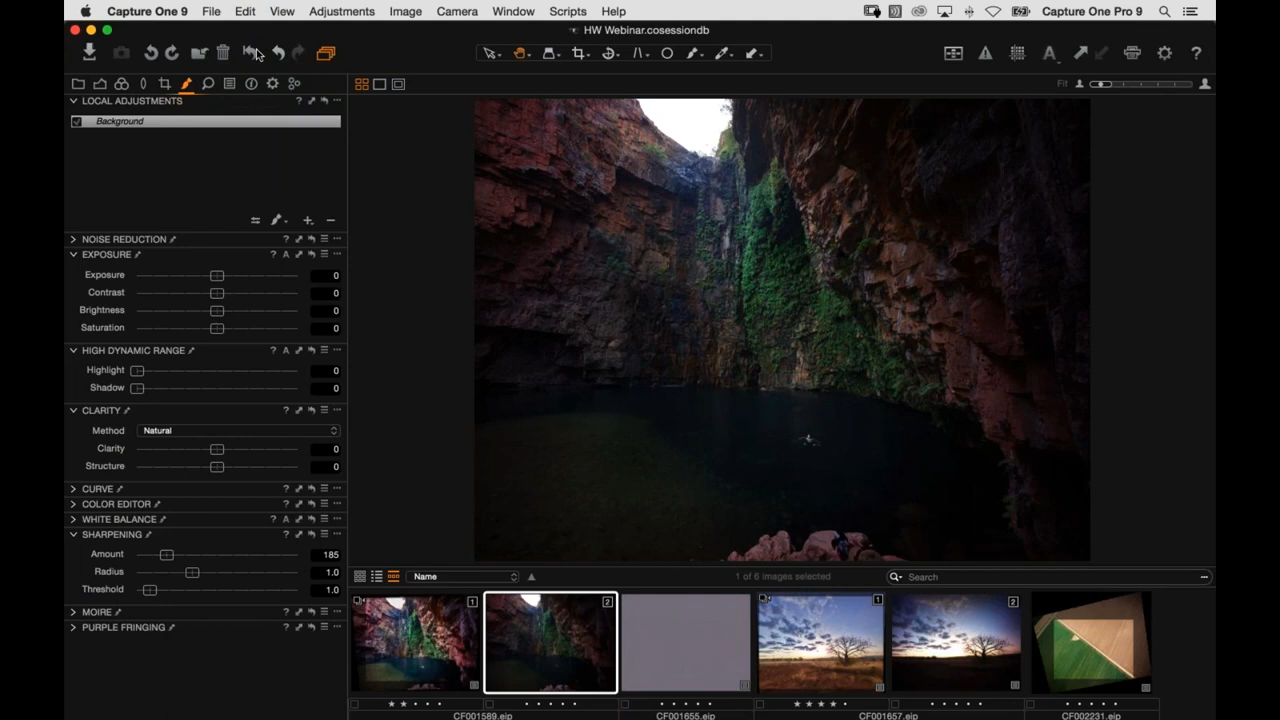 Capture One 9 File Edit View Adjustments Image Camera Window Scripts Help Capture One Pro 9
HW Webinar.cosessiondb
Fit
LOCAL ADJUSTMENTS ?
Background
NOISE REDUCTION ?
EXPOSURE ? A
Exposure 0
Contrast 0
Brightness 0
Saturation 0
HIGH DYNAMIC RANGE ? A
Highlight 0
Shadow 0
CLARITY ?
Method Natural
Clarity 0
Structure 0
CURVE ?
COLOR EDITOR ?
WHITE BALANCE ? A
SHARPENING ?
Amount 185
Radius 1.0
Threshold 1.0
MOIRE ?
PURPLE FRINGING ?
Name 1 of 6 images selected Search
1 2 1 2
CF001589.eip CF001655.eip CF001657.eip CF002231.eip